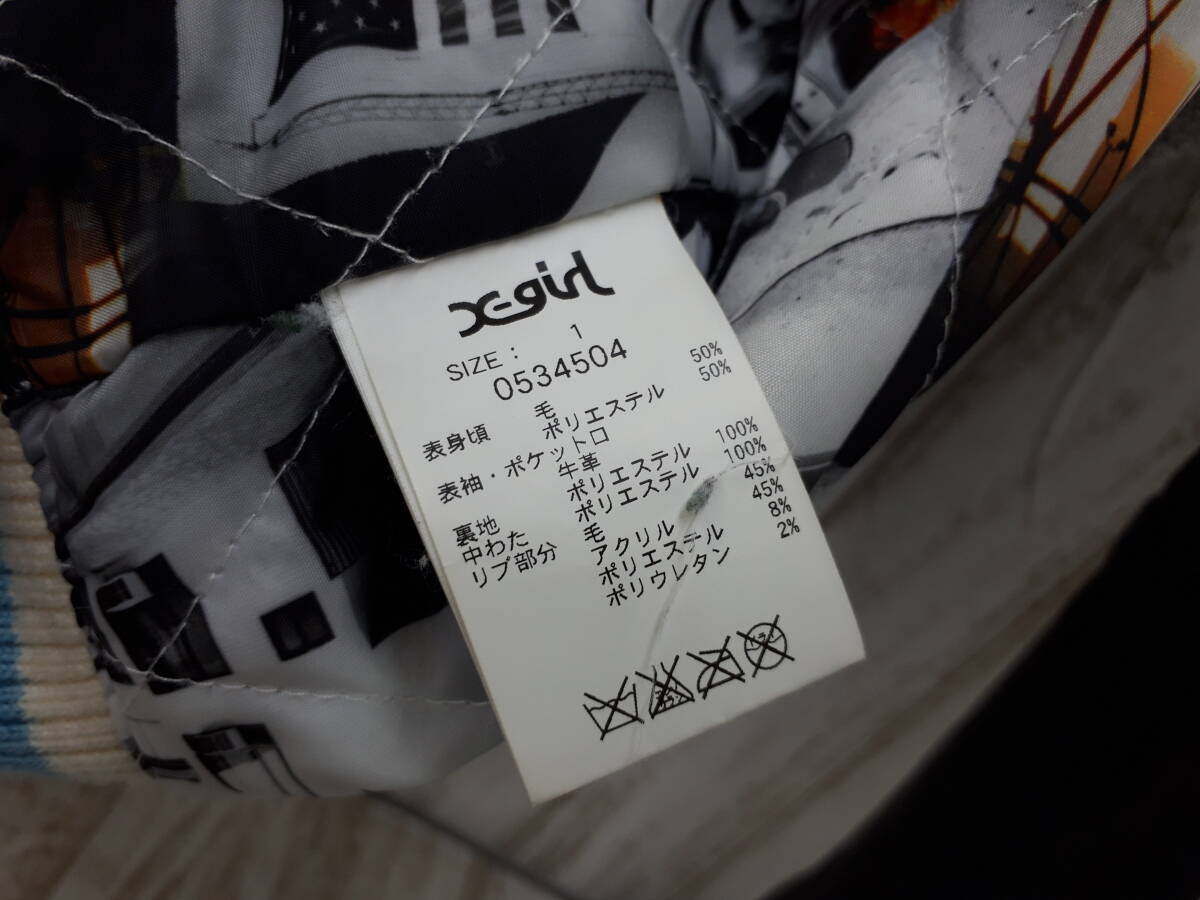 X-girl
SIZE: 1
0534504
表身頃 毛 50%
ポリエステル 50%
表袖・ポケット口
牛革
裏地 ポリエステル 100%
中わた ポリエステル 100%
リブ部分 毛 45%
アクリル 45%
ポリエステル 8%
ポリウレタン 2%